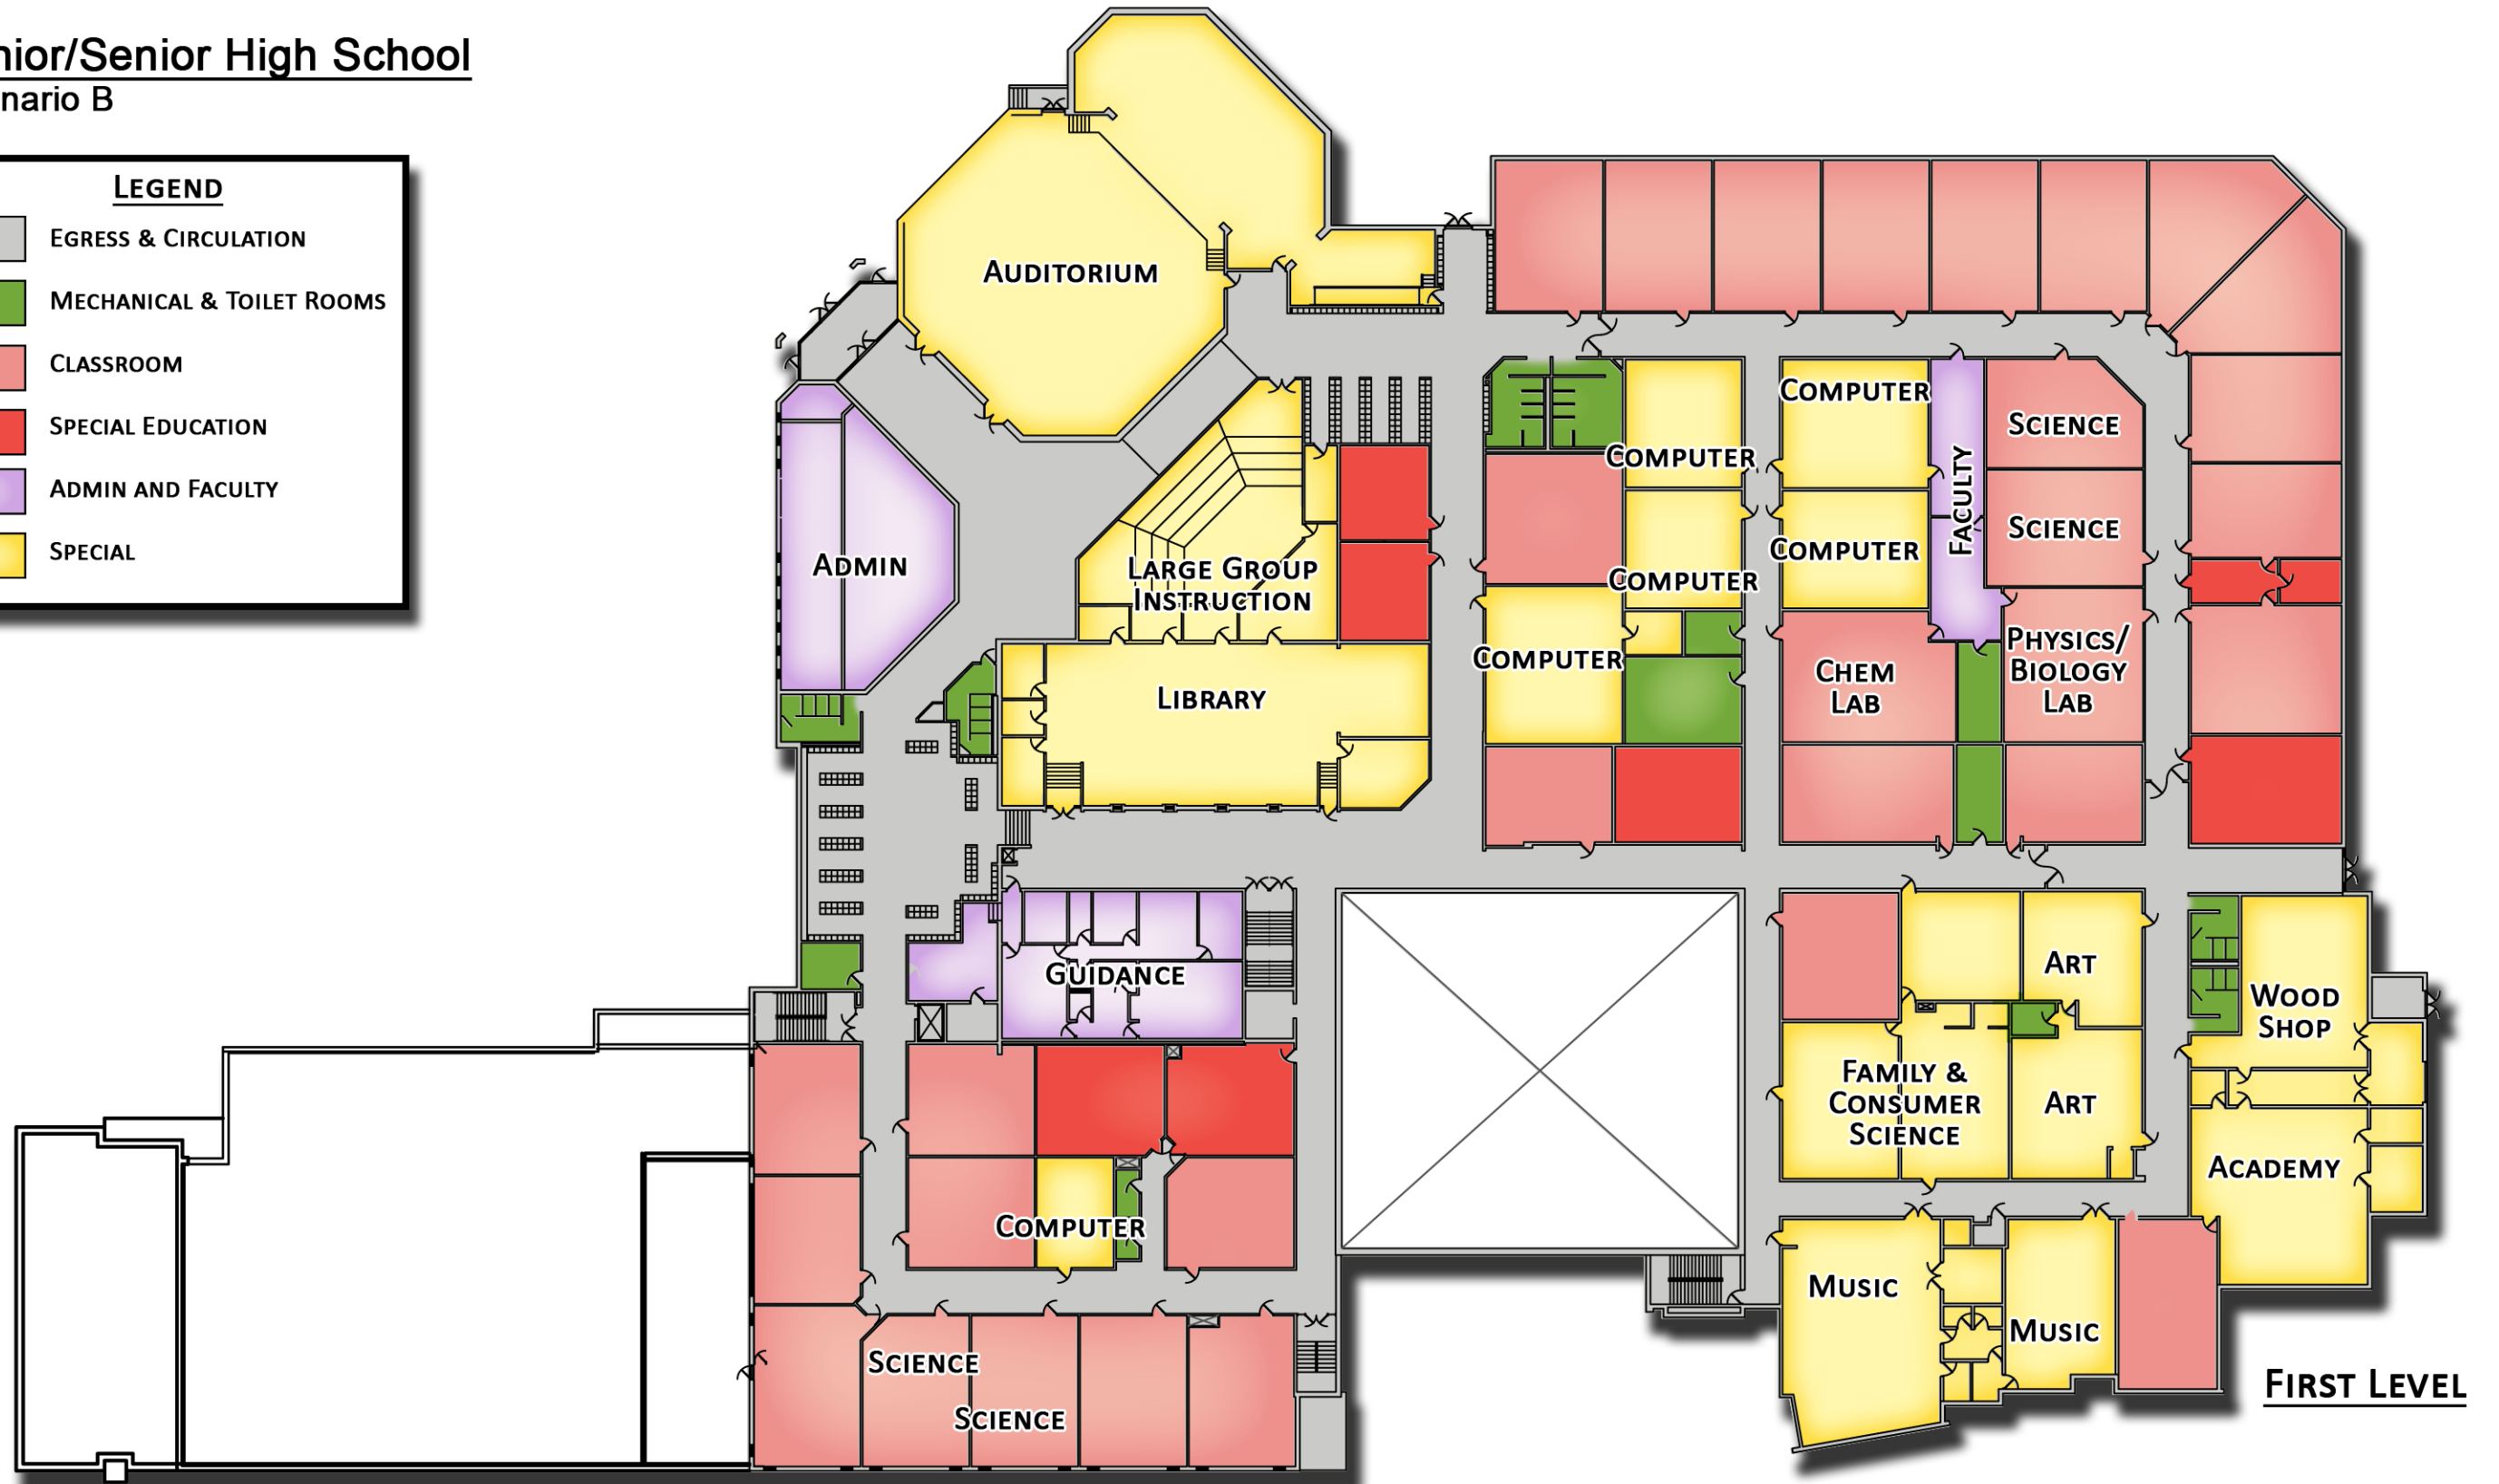 nior/Senior High School
nario B
LEGEND
EGRESS & CIRCULATION
MECHANICAL & TOILET ROOMS
CLASSROOM
SPECIAL EDUCATION
ADMIN AND FACULTY
SPECIAL
AUDITORIUM
ADMIN
LARGE GROUP
INSTRUCTION
LIBRARY
GUIDANCE
COMPUTER
SCIENCE
SCIENCE
COMPUTER
COMPUTER
COMPUTER
COMPUTER
COMPUTER
FACULTY
SCIENCE
SCIENCE
CHEM
LAB
PHYSICS/
BIOLOGY
LAB
ART
WOOD
SHOP
FAMILY &
CONSUMER
SCIENCE
ART
ACADEMY
MUSIC
MUSIC
FIRST LEVEL